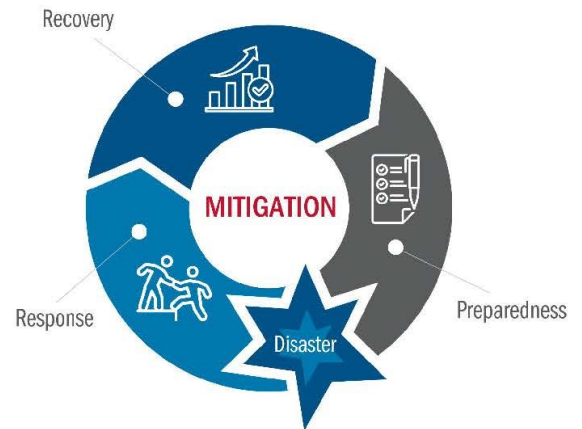 Recovery
MITIGATION
Preparedness
Response
Disaster